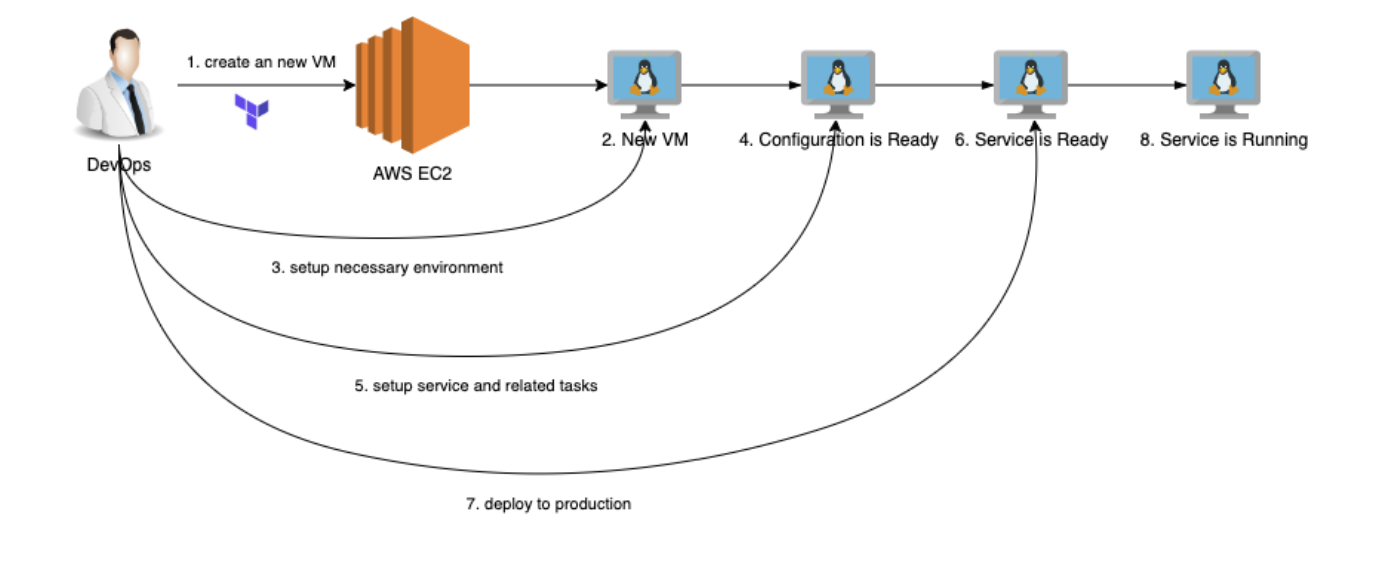 1. create an new VM
DevOps
AWS EC2
2. New VM
4. Configuration is Ready
6. Service is Ready
8. Service is Running
3. setup necessary environment
5. setup service and related tasks
7. deploy to production